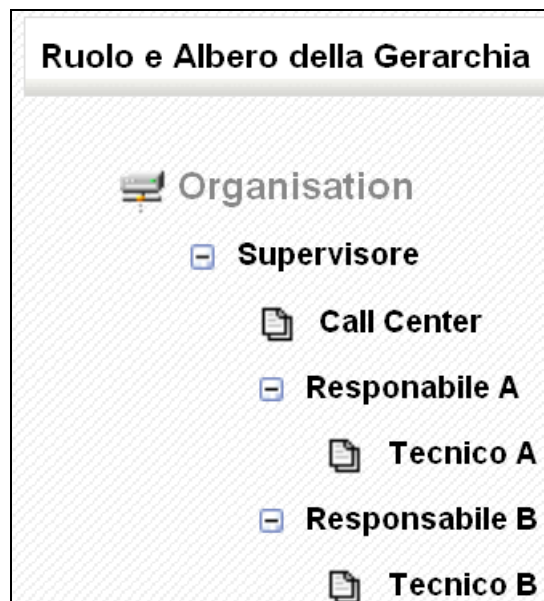 Ruolo e Albero della Gerarchia
Organisation
Supervisore
Call Center
Responabile A
Tecnico A
Responsabile B
Tecnico B